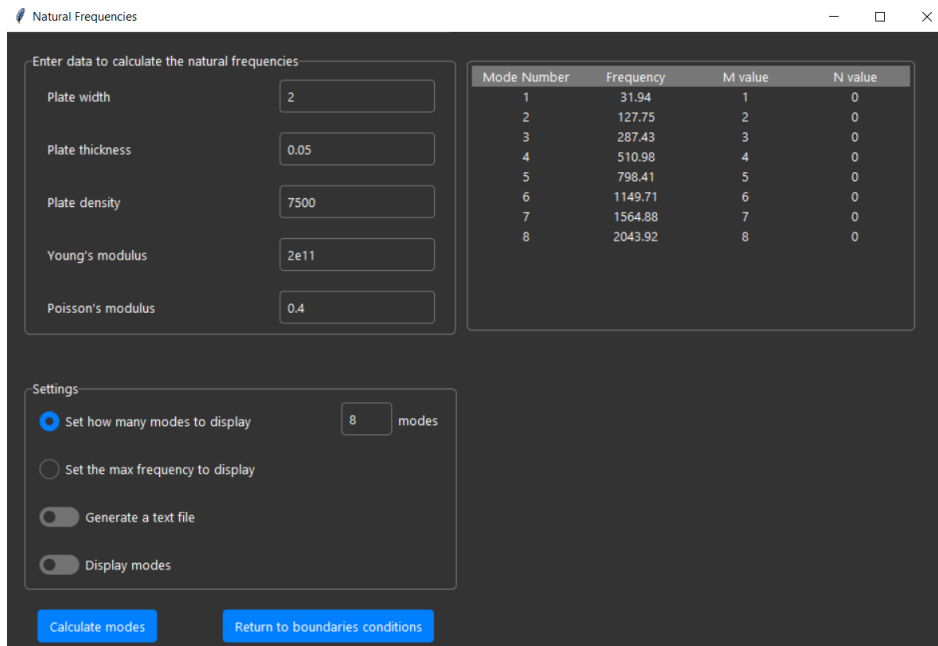 Natural Frequencies
Enter data to calculate the natural frequencies
Plate width 2
Plate thickness 0.05
Plate density 7500
Young's modulus 2e11
Poisson's modulus 0.4
Mode Number Frequency M value N value
1 31.94 1 0
2 127.75 2 0
3 287.43 3 0
4 510.98 4 0
5 798.41 5 0
6 1149.71 6 0
7 1564.88 7 0
8 2043.92 8 0
Settings
Set how many modes to display 8 modes
Set the max frequency to display
Generate a text file
Display modes
Calculate modes Return to boundaries conditions